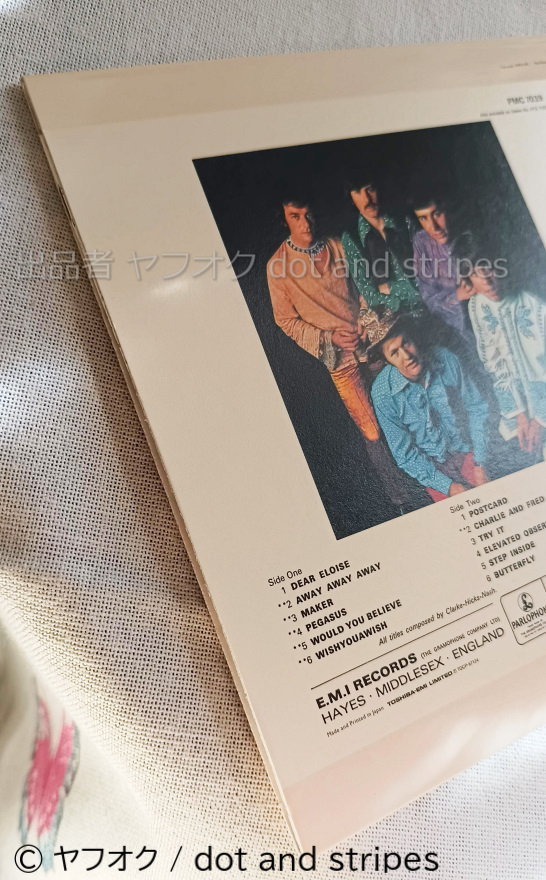 PMC 7039
品者 ヤフオク dot and stripes
Side One
1 DEAR ELOISE
**2 AWAY AWAY AWAY
**3 MAKER
**4 PEGASUS
**5 WOULD YOU BELIEVE
**6 WISHYOUAWISH
Side Two
1 POSTCARD
**2 CHARLIE AND FRED
3 TRY IT
4 ELEVATED OBSER
5 STEP INSIDE
6 BUTTERFLY
All titles composed by Clarke-Hicks-Nash.
E.M.I RECORDS (THE GRAMOPHONE COMPANY LTD)
HAYES · MIDDLESEX · ENGLAND
Made and Printed in Japan TOSHIBA-EMI LIMITED
PARLOPHON
© ヤフオク / dot and stripes